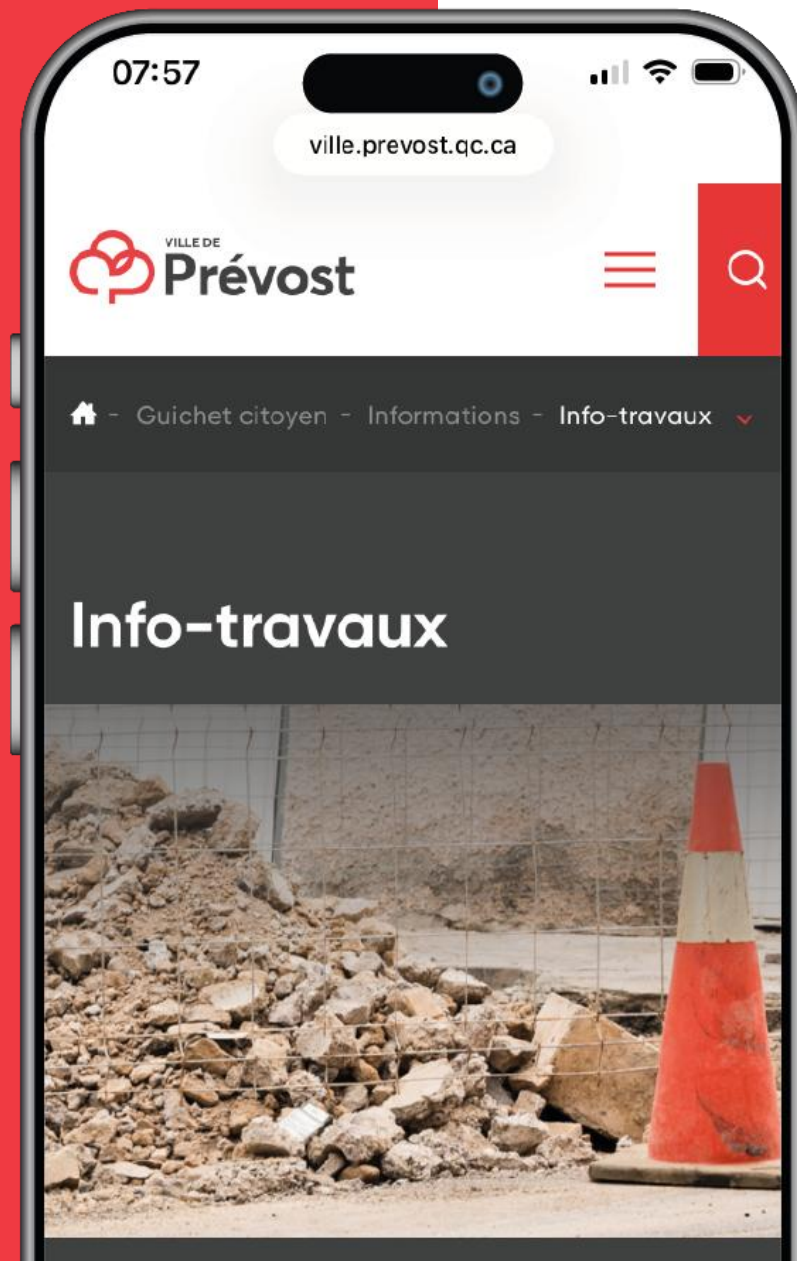 07:57
ville.prevost.qc.ca
VILLE DE
Prévost
- Guichet citoyen - Informations - Info-travaux
Info-travaux